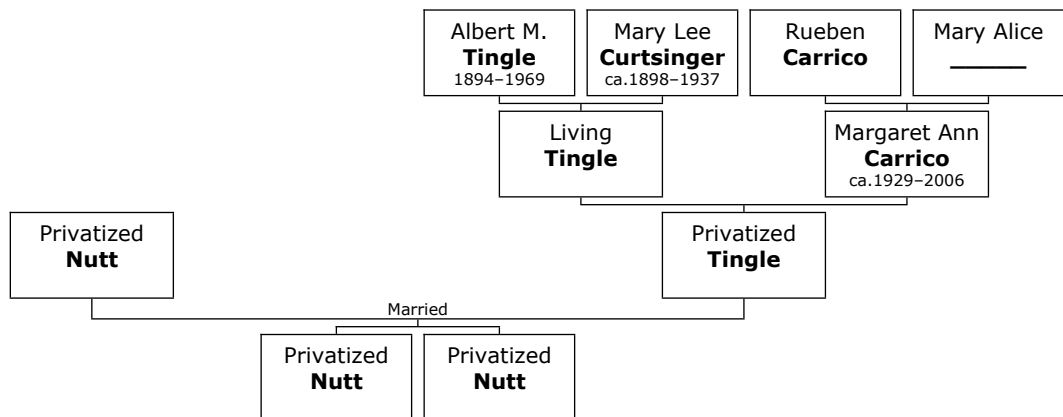 Albert M.
Tingle
1894–1969
Mary Lee
Curtsinger
ca.1898–1937
Rueben
Carrico
Mary Alice
______
Living
Tingle
Margaret Ann
Carrico
ca.1929–2006
Privatized
Nutt
Privatized
Tingle
Married
Privatized
Nutt
Privatized
Nutt